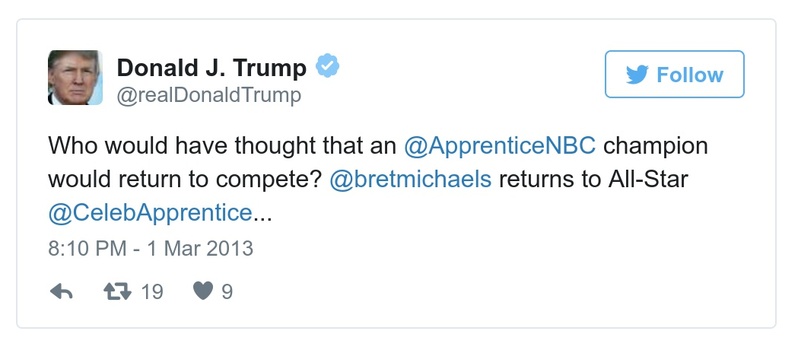 Donald J. Trump
@realDonaldTrump
Follow
Who would have thought that an @ApprenticeNBC champion
would return to compete? @bretmichaels returns to All-Star
@CelebApprentice...
8:10 PM - 1 Mar 2013
19 9